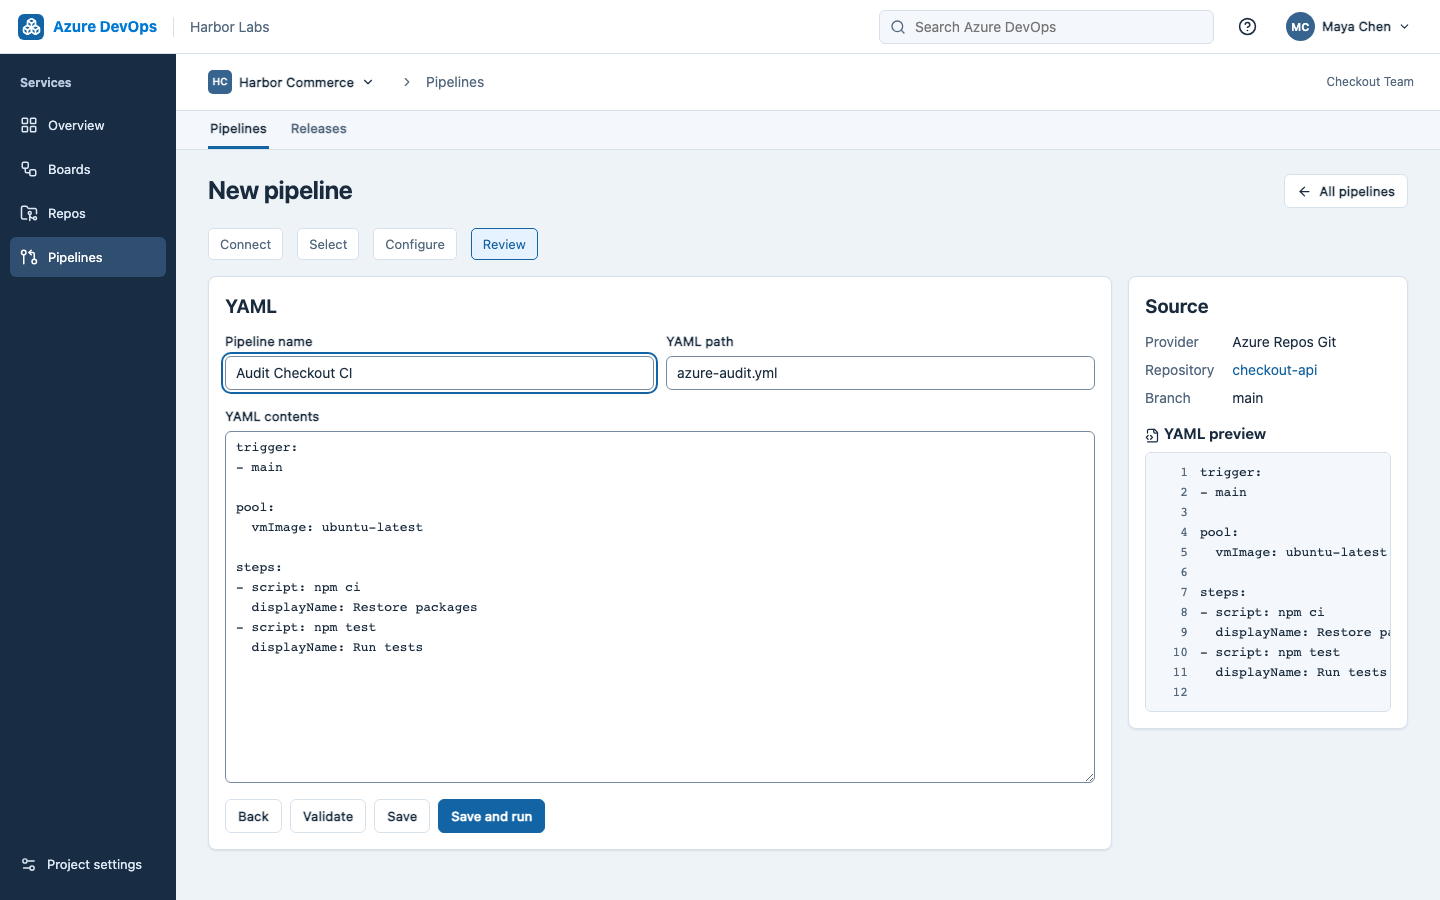 Azure DevOps
Harbor Labs
Search Azure DevOps
MC
Maya Chen
Services
Overview
Boards
Repos
Pipelines
Project settings
HC
Harbor Commerce
Pipelines
Checkout Team
Pipelines
Releases
New pipeline
All pipelines
Connect
Select
Configure
Review
YAML
Pipeline name
Audit Checkout CI
YAML path
azure-audit.yml
YAML contents
trigger:
- main
pool:
  vmImage: ubuntu-latest
steps:
- script: npm ci
  displayName: Restore packages
- script: npm test
  displayName: Run tests
Back
Validate
Save
Save and run
Source
Provider
Azure Repos Git
Repository
checkout-api
Branch
main
YAML preview
1 trigger:
2 - main
3
4 pool:
5   vmImage: ubuntu-latest
6
7 steps:
8 - script: npm ci
9   displayName: Restore
10 - script: npm test
11   displayName: Run tests
12